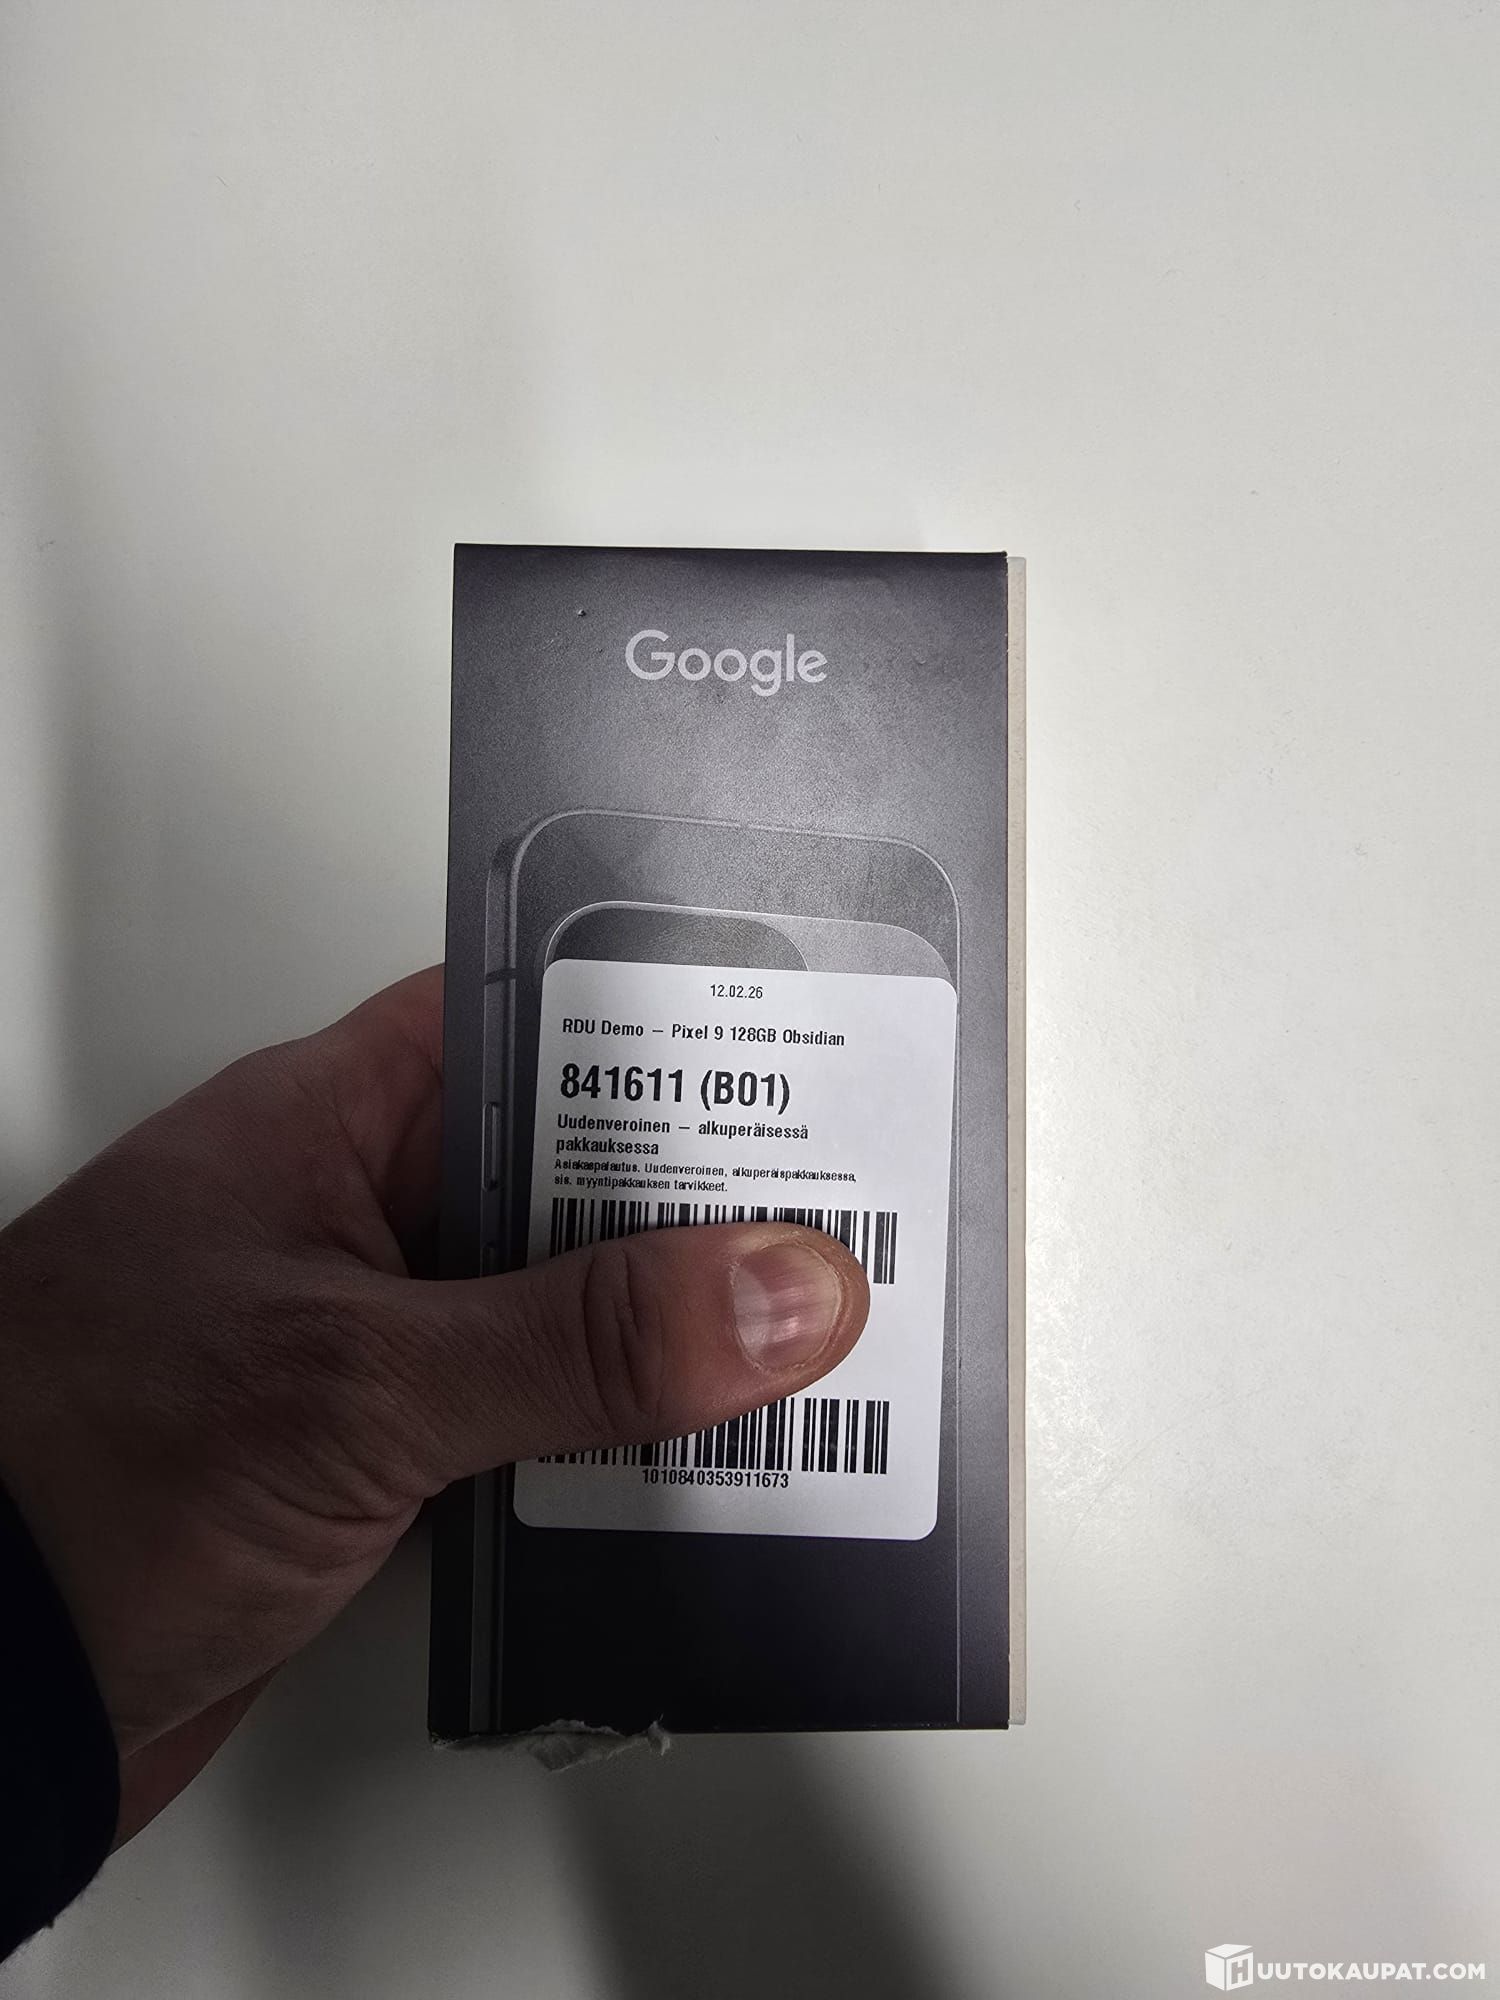 Google
12.02.26
RDU Demo – Pixel 9 128GB Obsidian
841611 (B01)
Uudenveroinen – alkuperäisessä
pakkauksessa
Asiakaspalautus. Uudenveroinen, alkuperäispakkauksessa,
sis. myyntipakkauksen tarvikkeet.
1010840353911673
HUUTOKAUPAT.COM